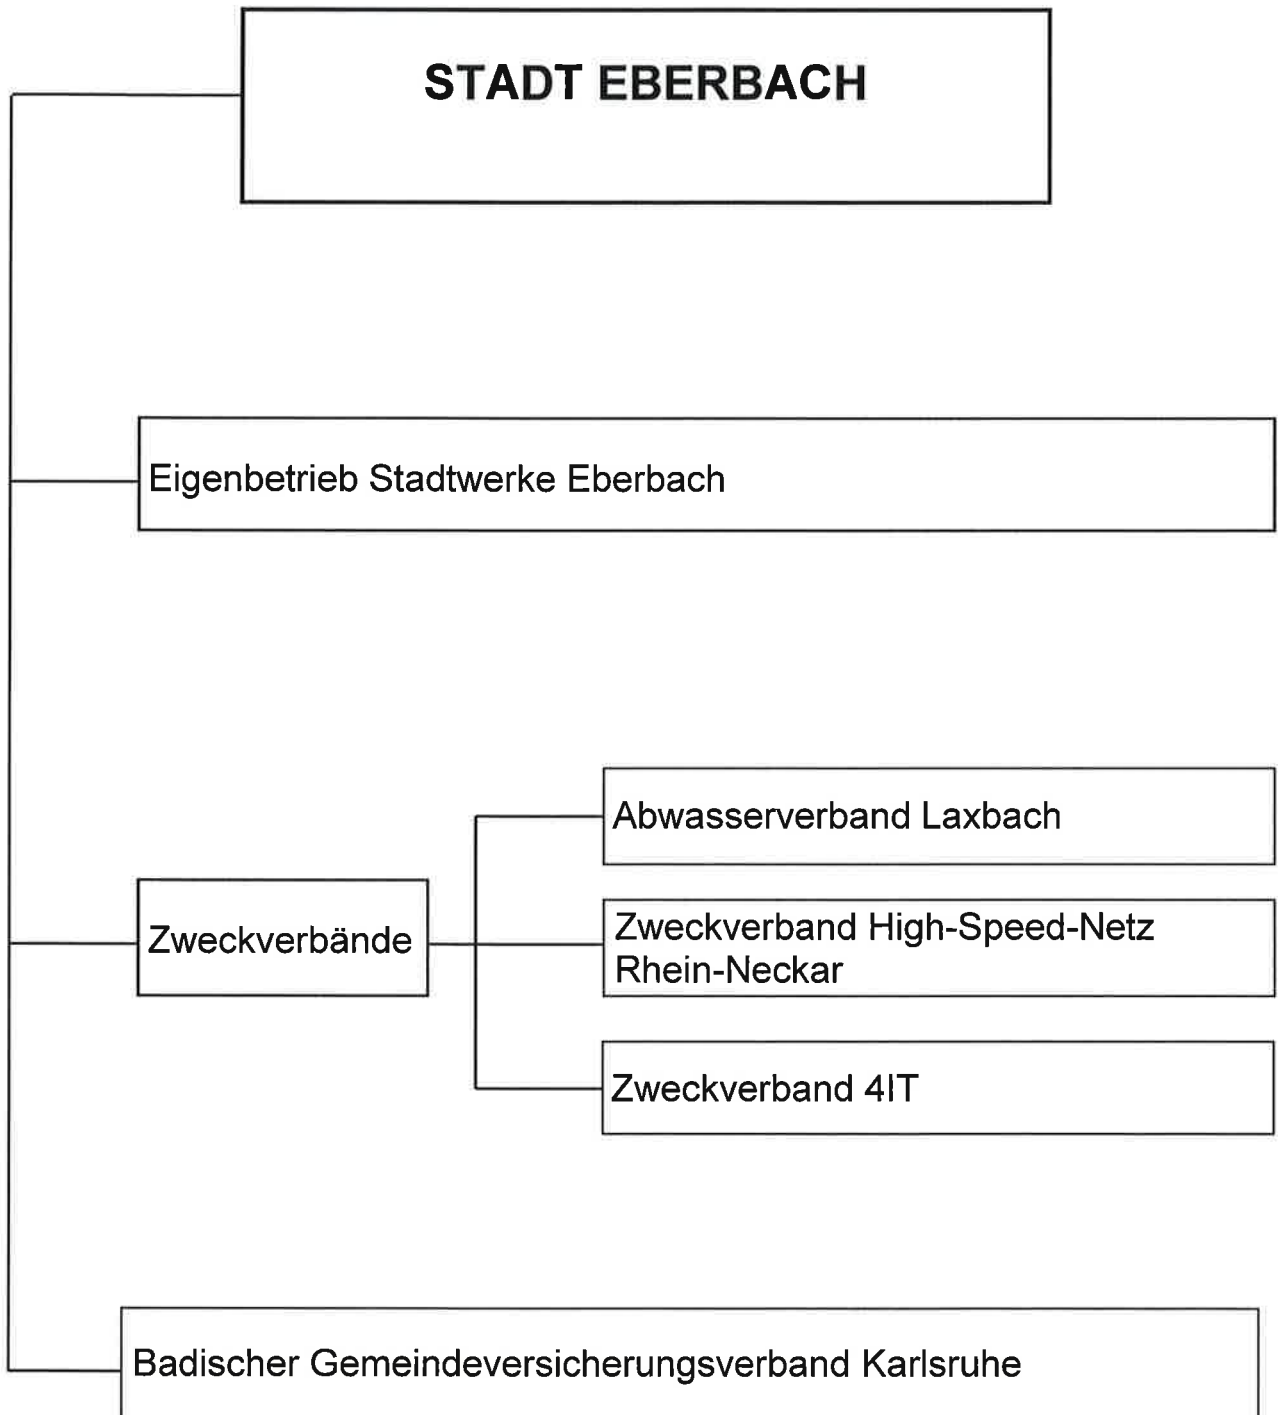 STADT EBERBACH
Eigenbetrieb Stadtwerke Eberbach
Abwasserverband Laxbach
Zweckverbände
Zweckverband High-Speed-Netz
Rhein-Neckar
Zweckverband 4IT
Badischer Gemeindeversicherungsverband Karlsruhe